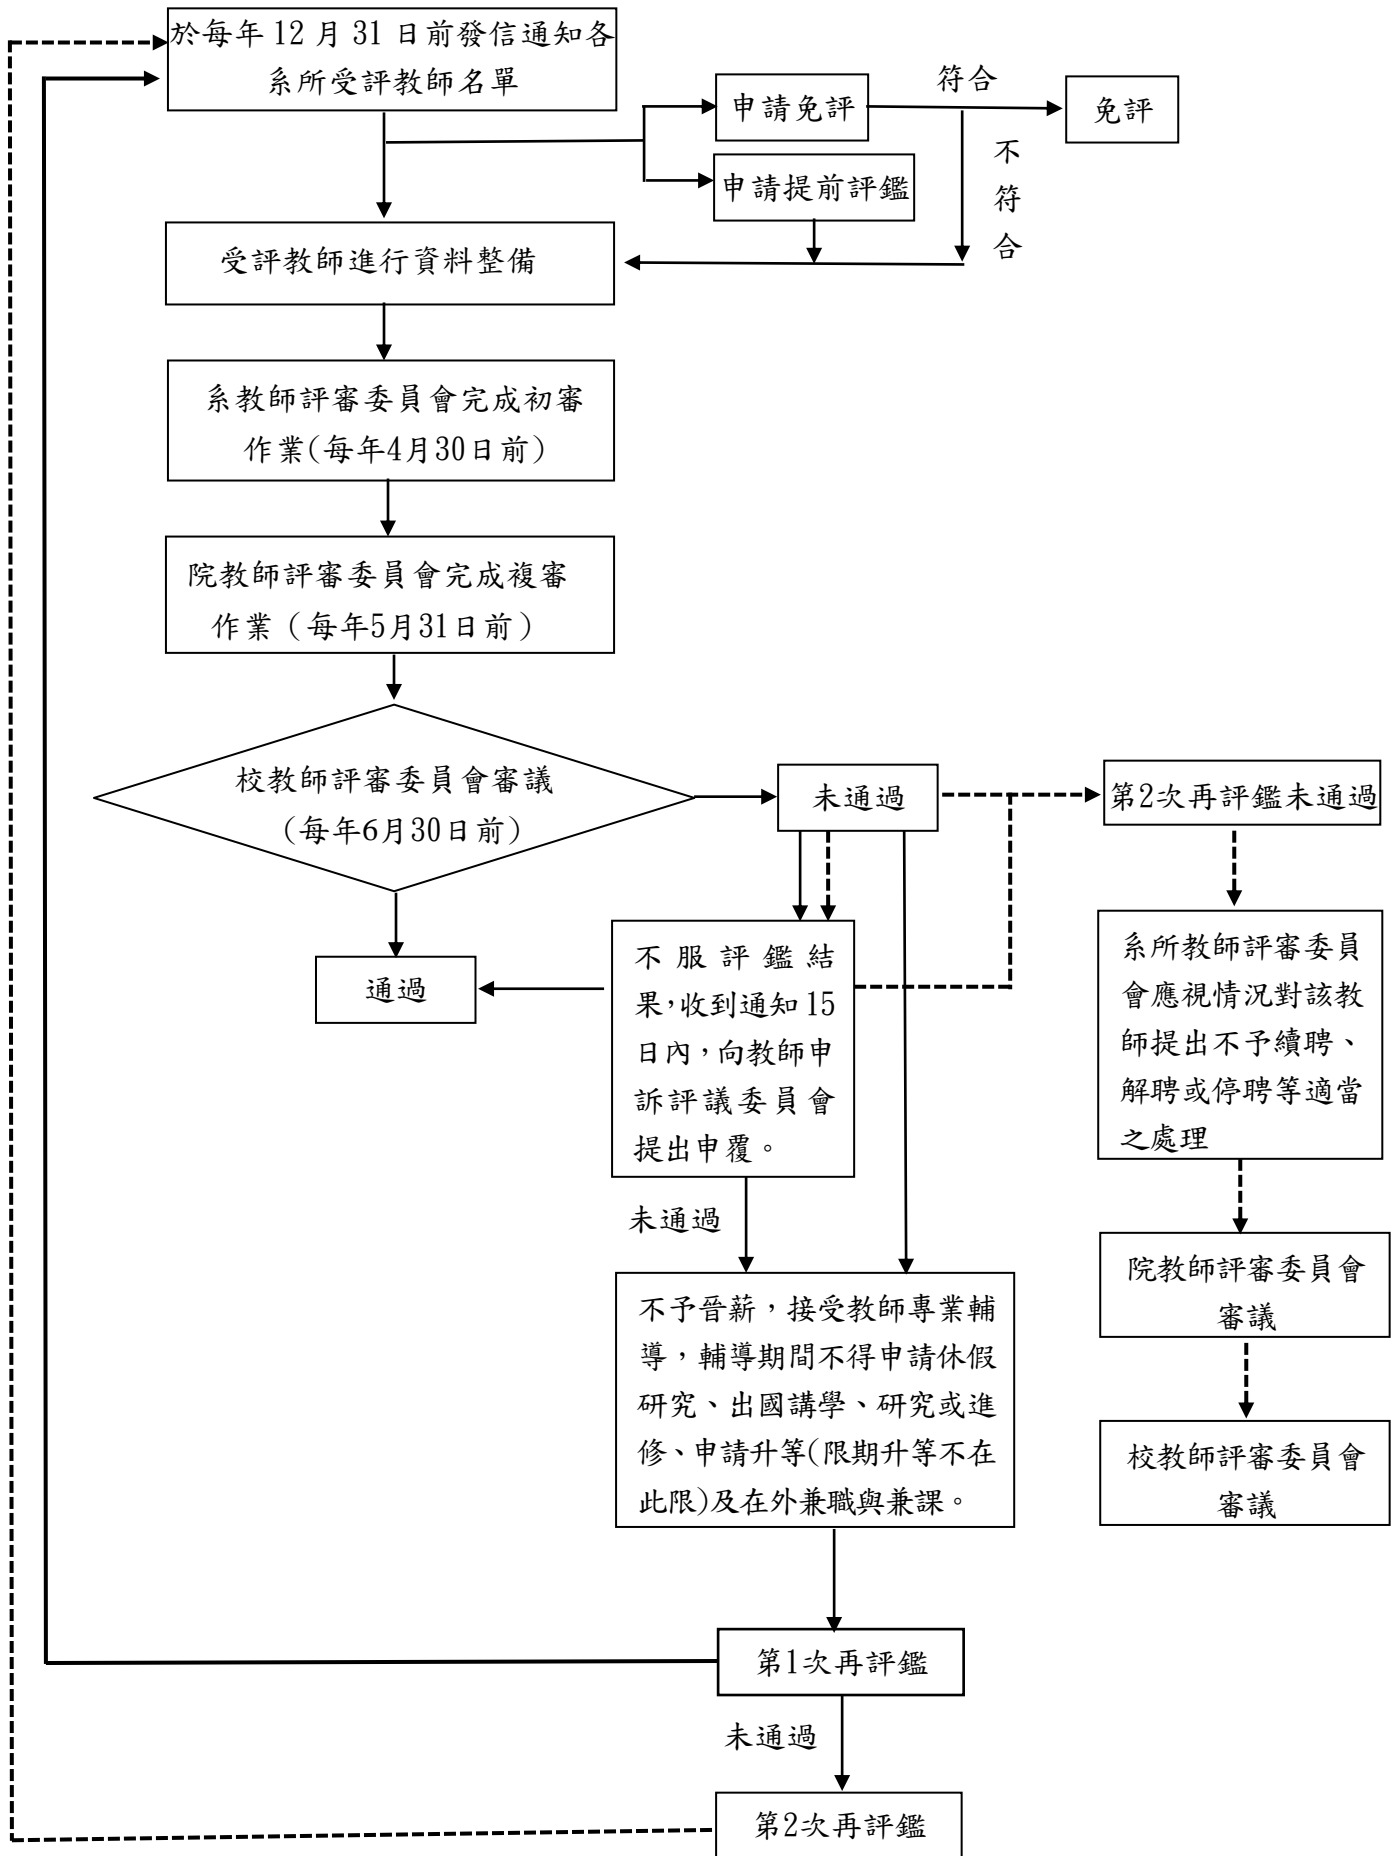 於每年 12 月 31 日前發信通知各
系所受評教師名單
申請免評
符合
免評
不
符
合
申請提前評鑑
受評教師進行資料整備
系教師評審委員會完成初審
作業(每年4月30日前)
院教師評審委員會完成複審
作業（每年5月31日前）
校教師評審委員會審議
(每年6月30日前)
未通過
第2次再評鑑未通過
通過
不服評鑑結
果,收到通知 15
日內，向教師申
訴評議委員會
提出申覆。
系所教師評審委員
會應視情況對該教
師提出不予續聘、
解聘或停聘等適當
之處理
未通過
院教師評審委員會
審議
不予晉薪，接受教師專業輔
導，輔導期間不得申請休假
研究、出國講學、研究或進
修、申請升等(限期升等不在
此限)及在外兼職與兼課。
校教師評審委員會
審議
第1次再評鑑
未通過
第2次再評鑑